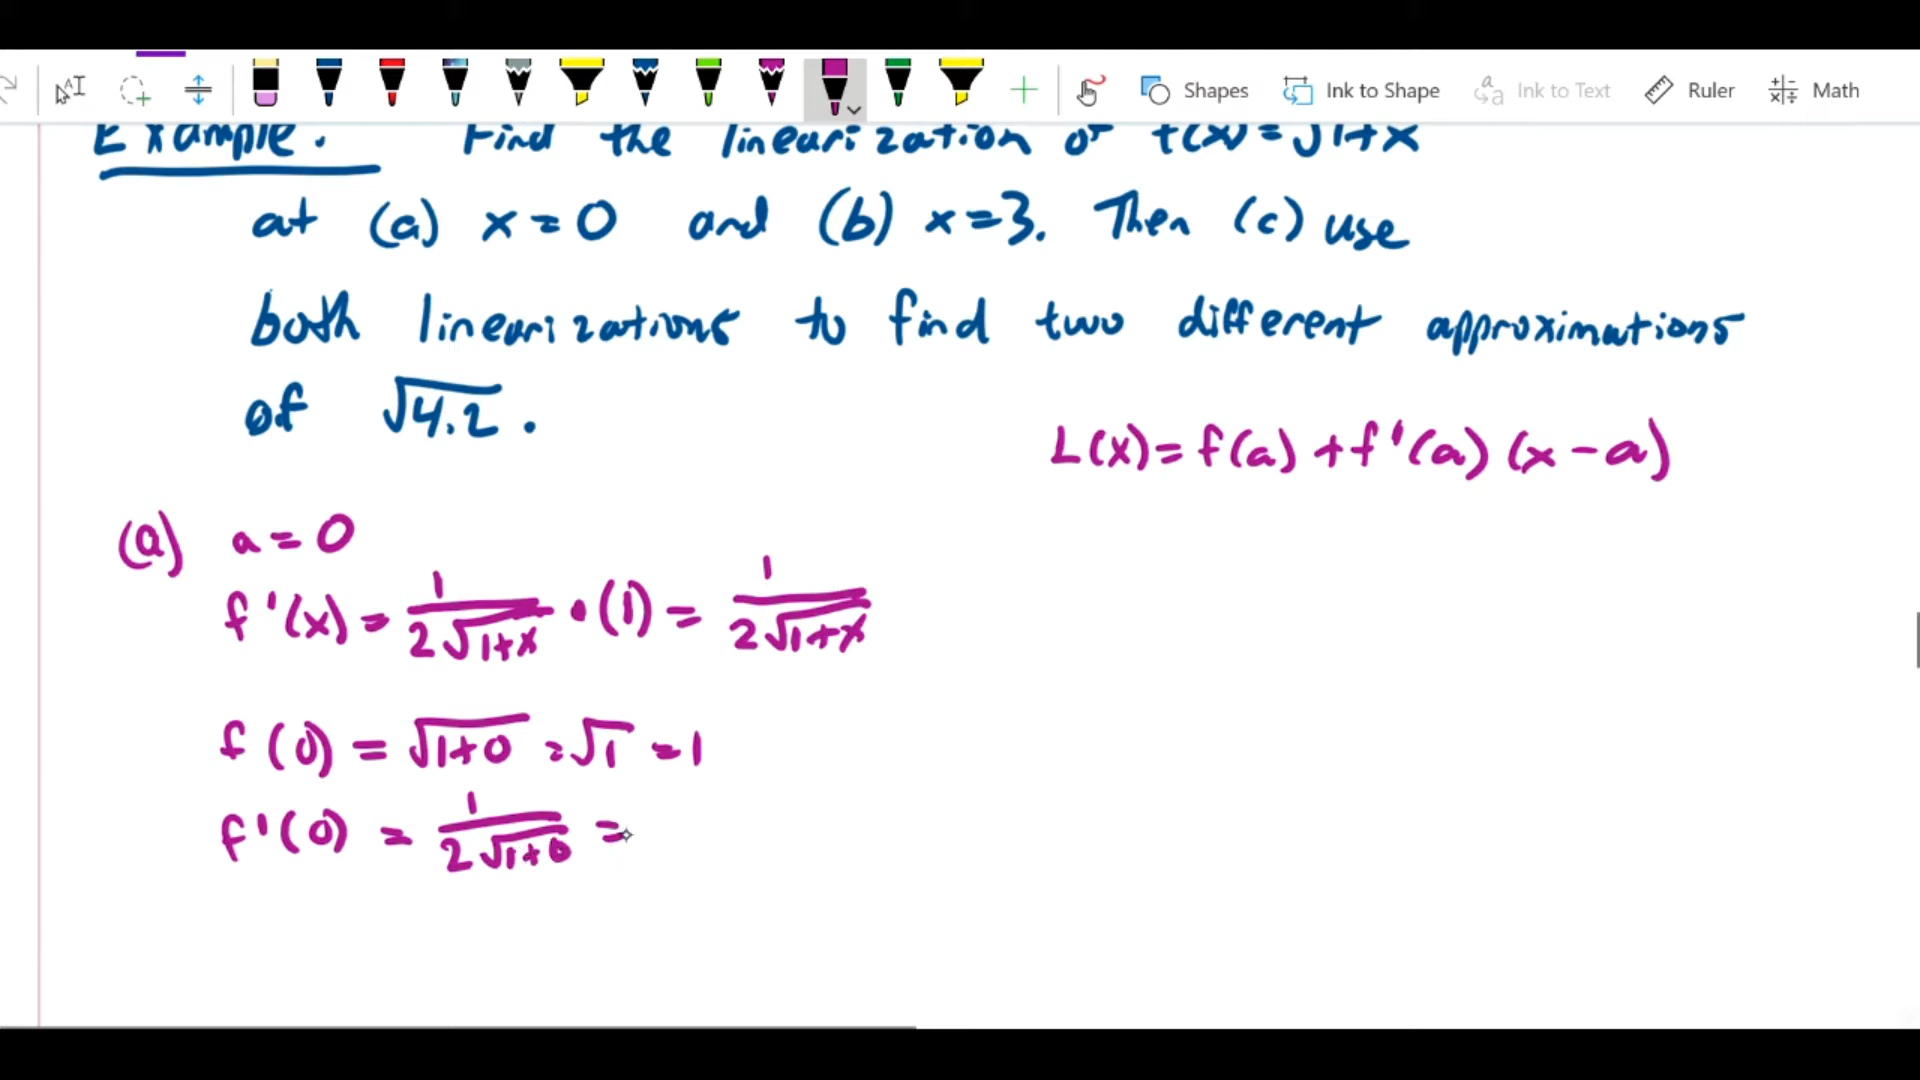 Shapes Ink to Shape Ink to Text Ruler Math
Example. Find the linearization of f(x)=√1+x
at (a) x=0 and (b) x=3. Then (c) use
both linearizations to find two different approximations
of √4.2.
L(x)=f(a)+f'(a)(x-a)
(a) a=0
f'(x)=1/(2√1+x)•(1)=1/(2√1+x)
f(0)=√1+0=√1=1
f'(0)=1/(2√1+0)=